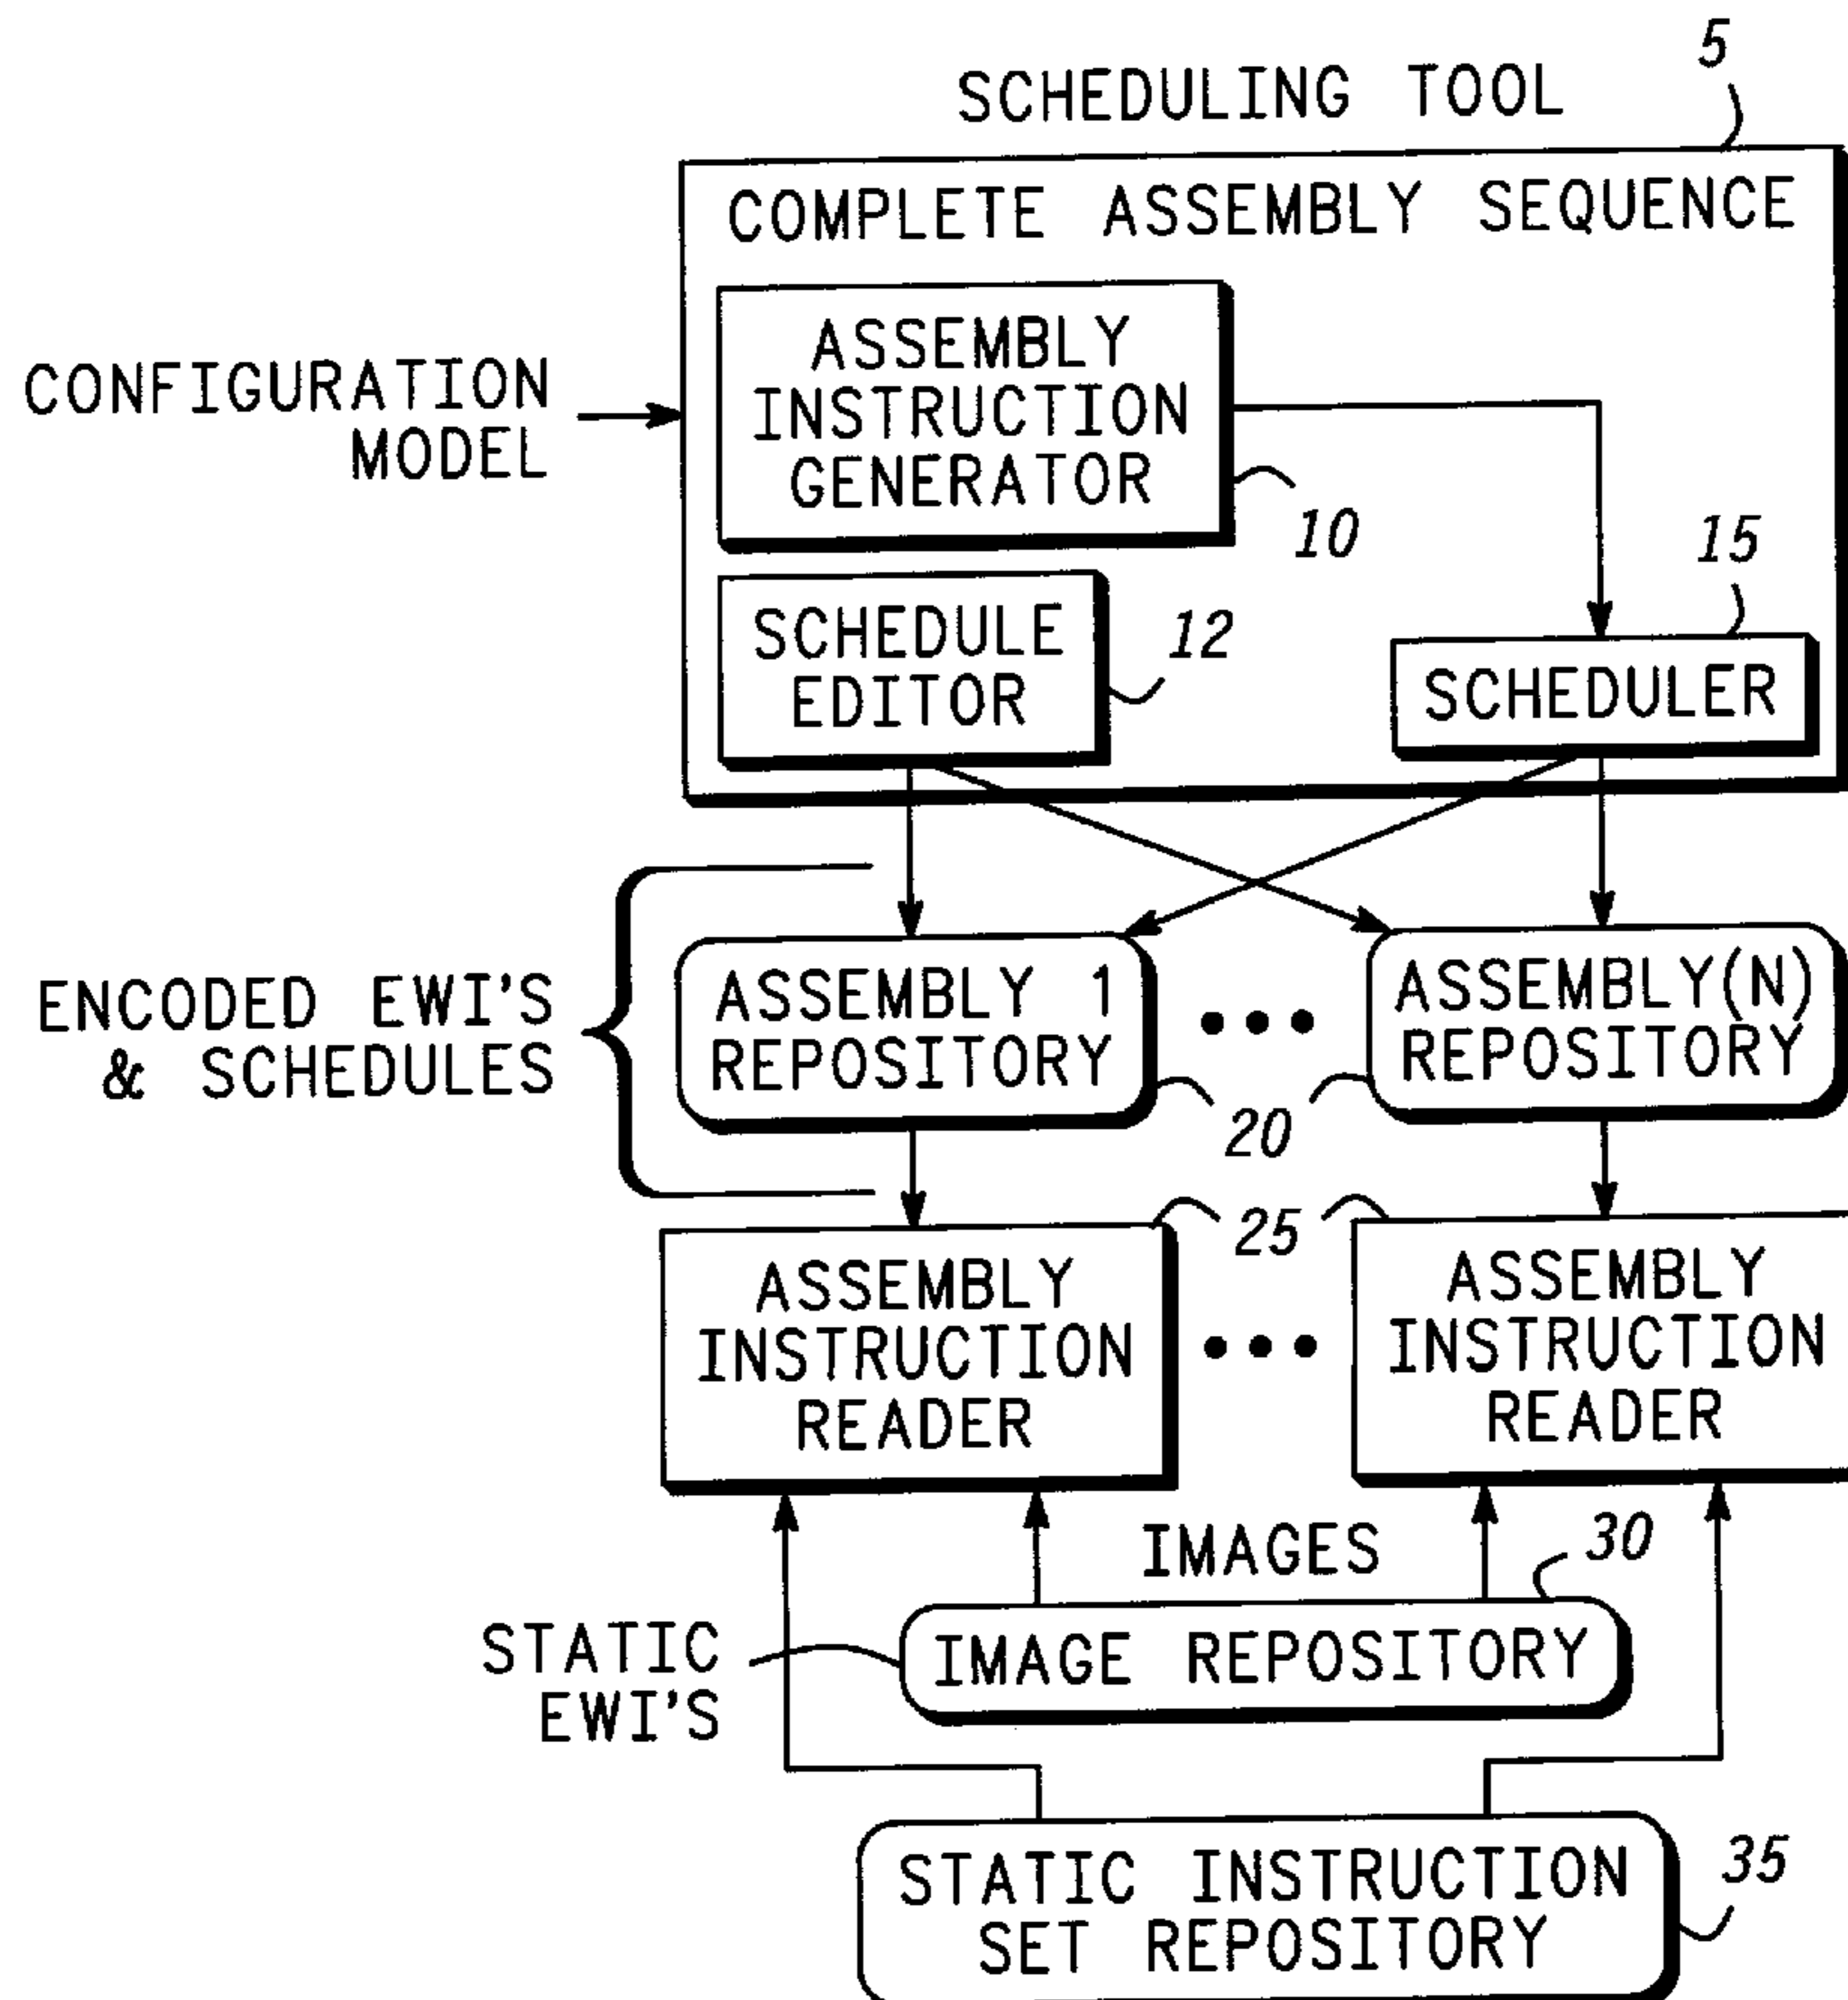 5
SCHEDULING TOOL
COMPLETE ASSEMBLY SEQUENCE
ASSEMBLY
INSTRUCTION
GENERATOR
CONFIGURATION
MODEL
10
15
SCHEDULE
EDITOR
12
SCHEDULER
ENCODED EWI'S
& SCHEDULES
ASSEMBLY 1
REPOSITORY
ASSEMBLY(N)
REPOSITORY
20
25
ASSEMBLY
INSTRUCTION
READER
ASSEMBLY
INSTRUCTION
READER
IMAGES
30
STATIC
EWI'S
IMAGE REPOSITORY
STATIC INSTRUCTION
SET REPOSITORY
35